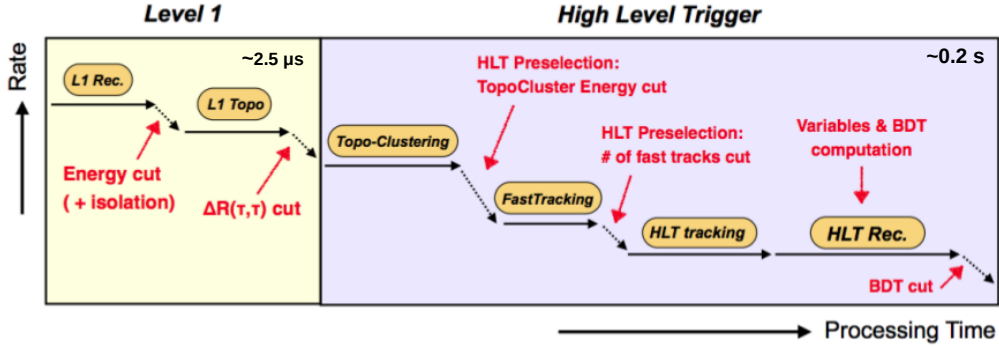 Level 1
High Level Trigger
Rate
~2.5 µs
~0.2 s
L1 Rec.
L1 Topo
Energy cut
( + isolation)
ΔR(τ,τ) cut
HLT Preselection:
TopoCluster Energy cut
Topo-Clustering
HLT Preselection:
# of fast tracks cut
FastTracking
Variables & BDT
computation
HLT tracking
HLT Rec.
BDT cut
Processing Time